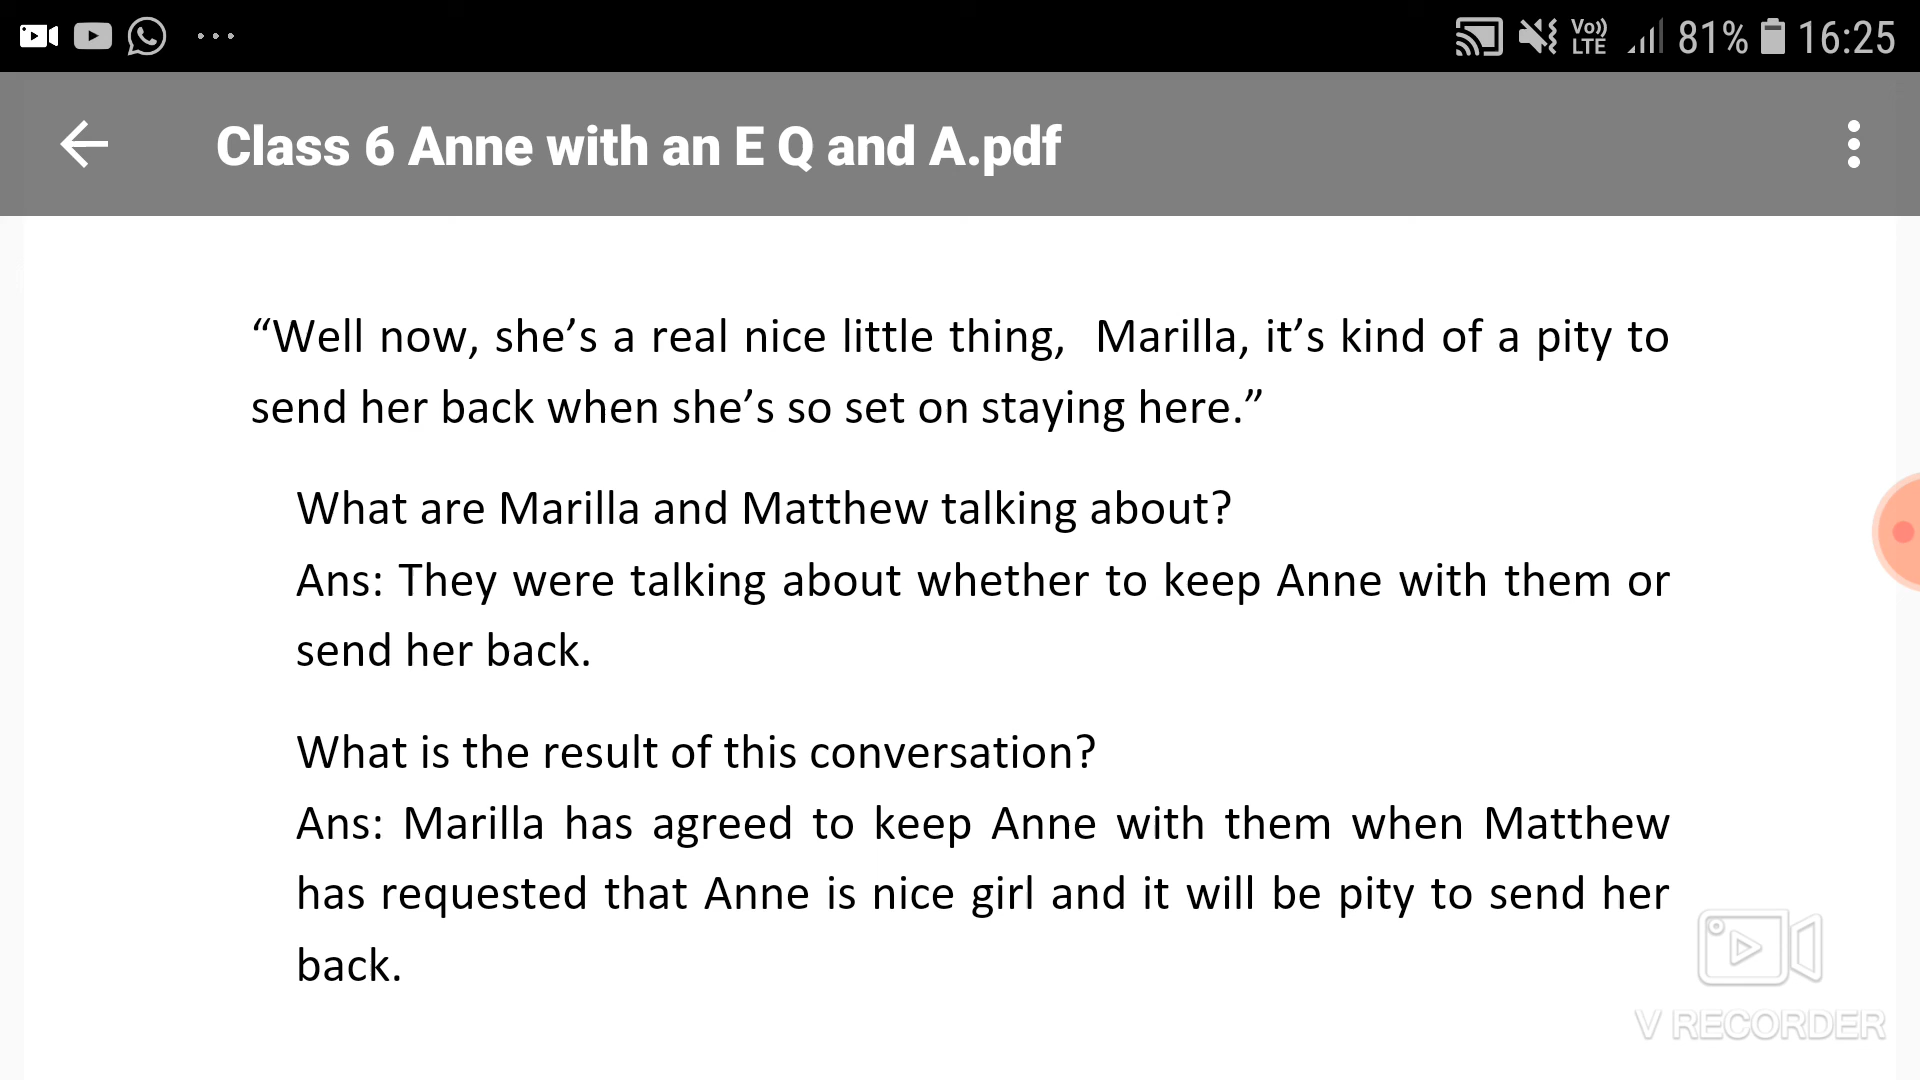 Vo)) LTE 81% 16:25
Class 6 Anne with an E Q and A.pdf
“Well now, she’s a real nice little thing, Marilla, it’s kind of a pity to
send her back when she’s so set on staying here.”
What are Marilla and Matthew talking about?
Ans: They were talking about whether to keep Anne with them or
send her back.
What is the result of this conversation?
Ans: Marilla has agreed to keep Anne with them when Matthew
has requested that Anne is nice girl and it will be pity to send her
back.
V RECORDER